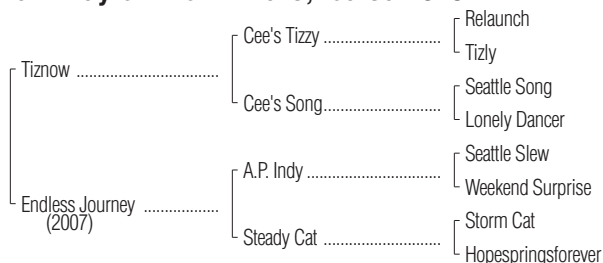 Relaunch
Cee's Tizzy
Tizly
Tiznow
Seattle Song
Cee's Song
Lonely Dancer
Seattle Slew
A.P. Indy
Weekend Surprise
Endless Journey
(2007)
Storm Cat
Steady Cat
Hopespringsforever